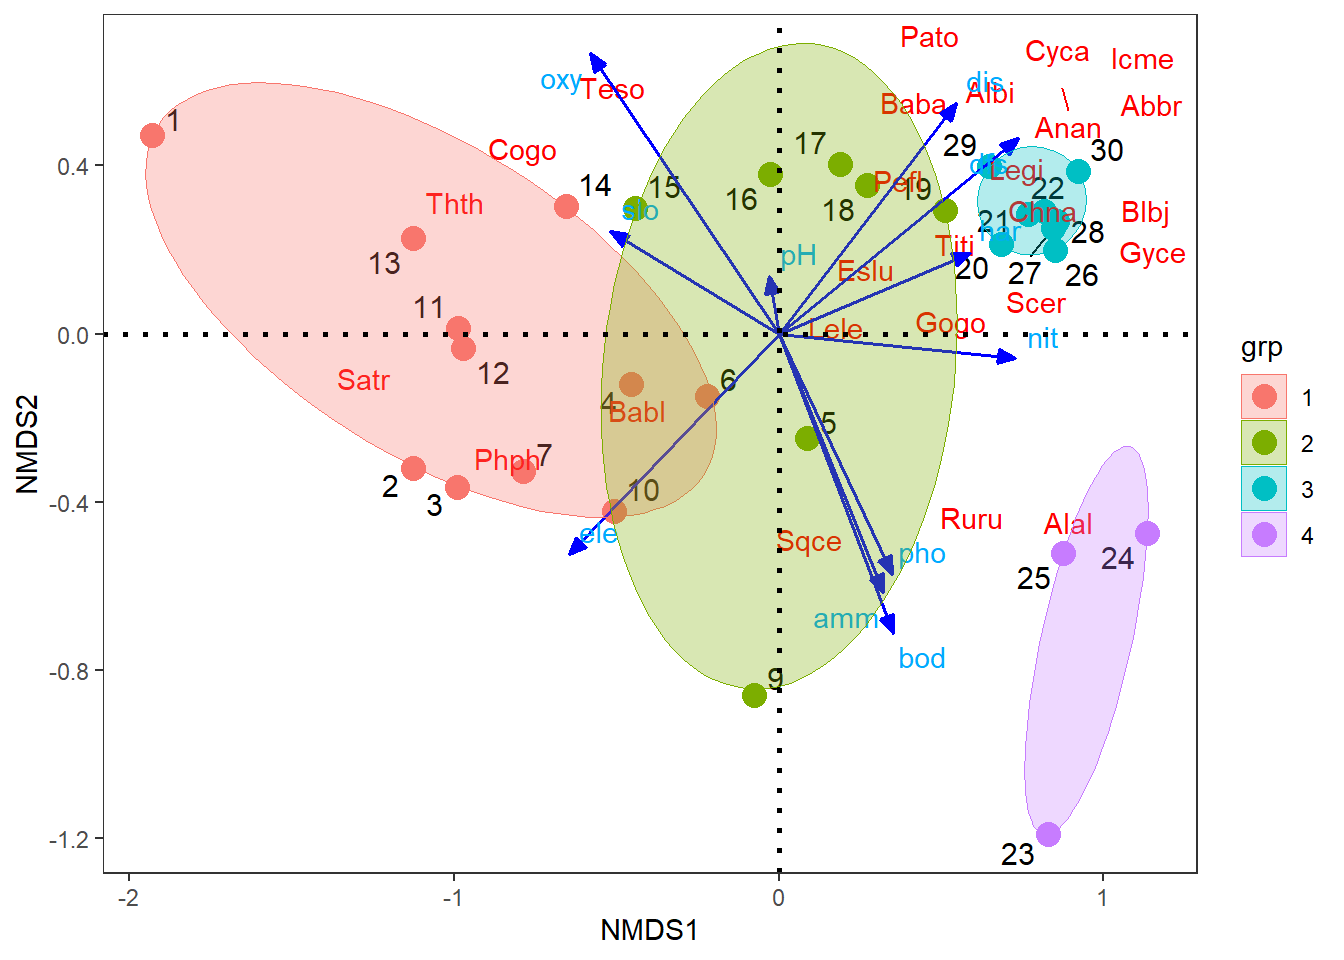 Pato
Cyca
Icme
oxy
Teso
dis
Albi
Baba
Abbr
1
Anan
17
29
30
Cogo
0.4
14
15
16
Pefl
18
19
dis
Legi
22
Thth
slo
21
Chna
Blbj
har
28
13
pH
Titi
Eslu
20
27
26
Gyce
11
Scer
0.0
Lele
Gogo
nit
grp
12
Satr
4
6
Babl
5
1
2
3
4
NMDS2
2
3
Phph
7
10
-0.4
ele
Sqce
Ruru
Alal
pho
25
24
amm
bod
-0.8
9
-1.2
23
-2
-1
0
1
NMDS1